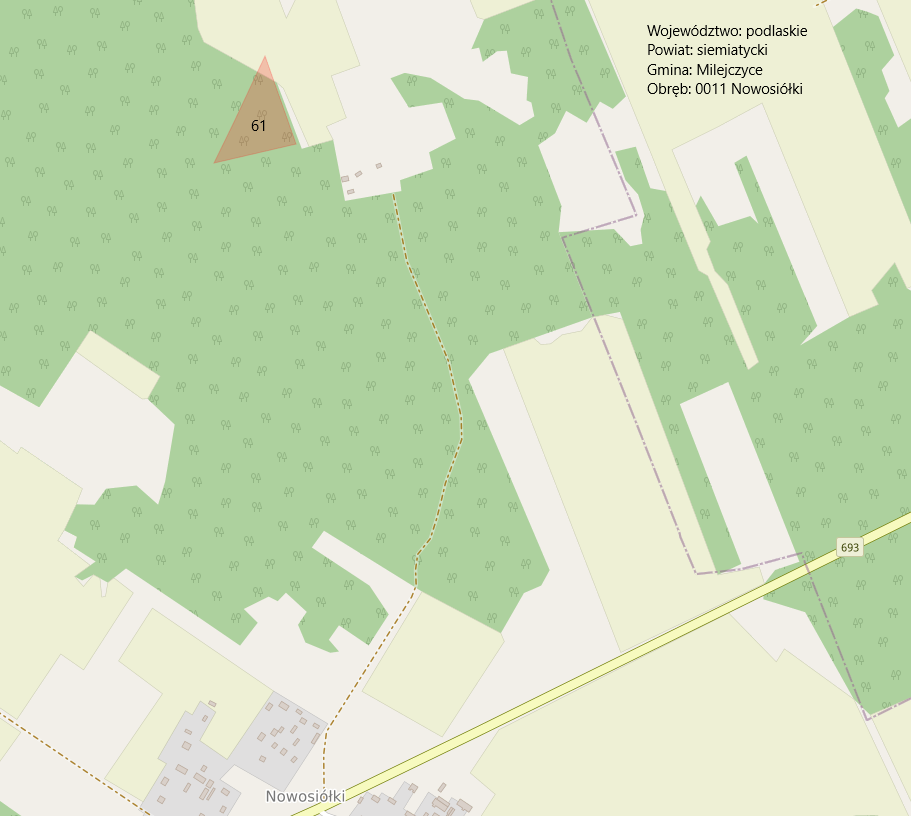 Województwo: podlaskie
Powiat: siemiatycki
Gmina: Milejczyce
Obręb: 0011 Nowosiółki
61
693
Nowosiółki